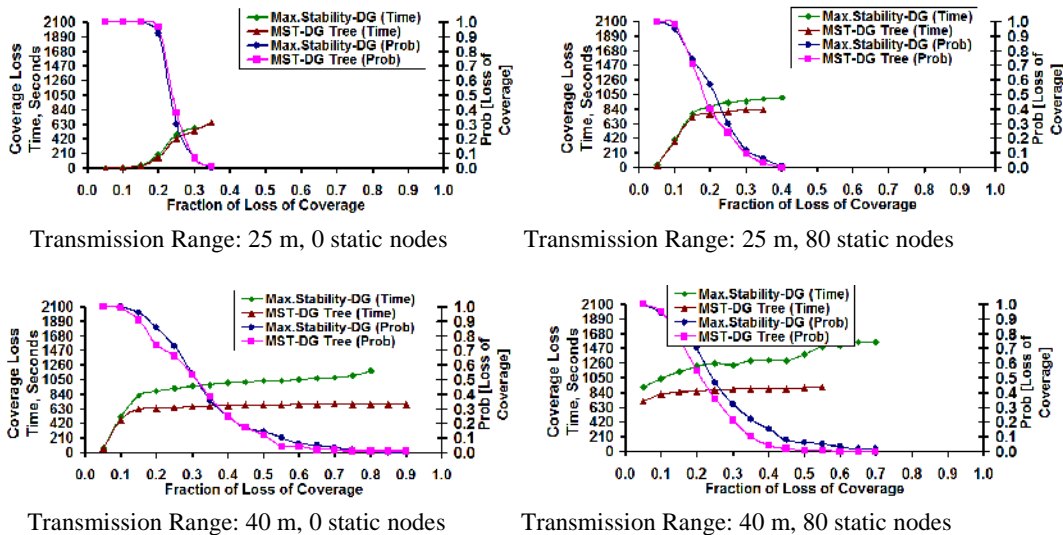 Max.Stability-DG (Time)
MST-DG Tree (Time)
Max.Stability-DG (Prob)
MST-DG Tree (Prob)
Coverage Loss
Time, Seconds
2100
1890
1680
1470
1260
1050
840
630
420
210
0
1.0
0.9
0.8
0.7
0.6
0.5
0.4
0.3
0.2
0.1
0.0
Prob [Loss of
Coverage]
0.0 0.1 0.2 0.3 0.4 0.5 0.6 0.7 0.8 0.9 1.0
Fraction of Loss of Coverage
Transmission Range: 25 m, 0 static nodes
Max.Stability-DG (Time)
MST-DG Tree (Time)
Max.Stability-DG (Prob)
MST-DG Tree (Prob)
Coverage Loss
Time, Seconds
2100
1890
1680
1470
1260
1050
840
630
420
210
0
1.0
0.9
0.8
0.7
0.6
0.5
0.4
0.3
0.2
0.1
0.0
Prob [Loss of
Coverage]
0.0 0.1 0.2 0.3 0.4 0.5 0.6 0.7 0.8 0.9 1.0
Fraction of Loss of Coverage
Transmission Range: 25 m, 80 static nodes
Max.Stability-DG (Time)
MST-DG Tree (Time)
Max.Stability-DG (Prob)
MST-DG Tree (Prob)
Coverage Loss
Time, Seconds
2100
1890
1680
1470
1260
1050
840
630
420
210
0
1.0
0.9
0.8
0.7
0.6
0.5
0.4
0.3
0.2
0.1
0.0
Prob [Loss of
Coverage]
0.0 0.1 0.2 0.3 0.4 0.5 0.6 0.7 0.8 0.9 1.0
Fraction of Loss of Coverage
Transmission Range: 40 m, 0 static nodes
Max.Stability-DG (Time)
MST-DG Tree (Time)
Max.Stability-DG (Prob)
MST-DG Tree (Prob)
Coverage Loss
Time, Seconds
2100
1890
1680
1470
1260
1050
840
630
420
210
0
1.0
0.9
0.8
0.7
0.6
0.5
0.4
0.3
0.2
0.1
0.0
Prob [Loss of
Coverage]
0.0 0.1 0.2 0.3 0.4 0.5 0.6 0.7 0.8 0.9 1.0
Fraction of Loss of Coverage
Transmission Range: 40 m, 80 static nodes